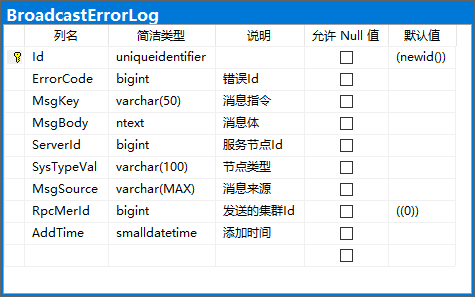 BroadcastErrorLog
列名 简洁类型 说明 允许 Null 值 默认值
Id uniqueidentifier (newid())
ErrorCode bigint 错误Id
MsgKey varchar(50) 消息指令
MsgBody ntext 消息体
ServerId bigint 服务节点Id
SysTypeVal varchar(100) 节点类型
MsgSource varchar(MAX) 消息来源
RpcMerId bigint 发送的集群Id ((0))
AddTime smalldatetime 添加时间